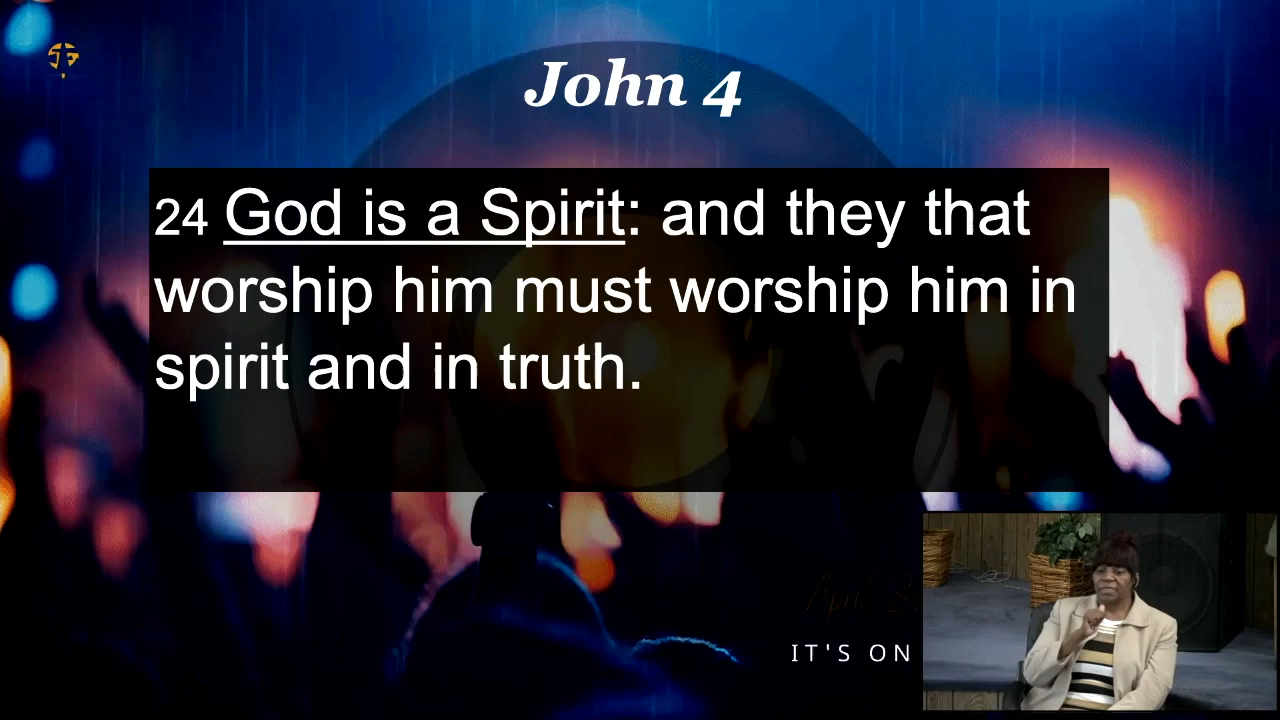 John 4
24 God is a Spirit: and they that
worship him must worship him in
spirit and in truth.
April
IT'S ON